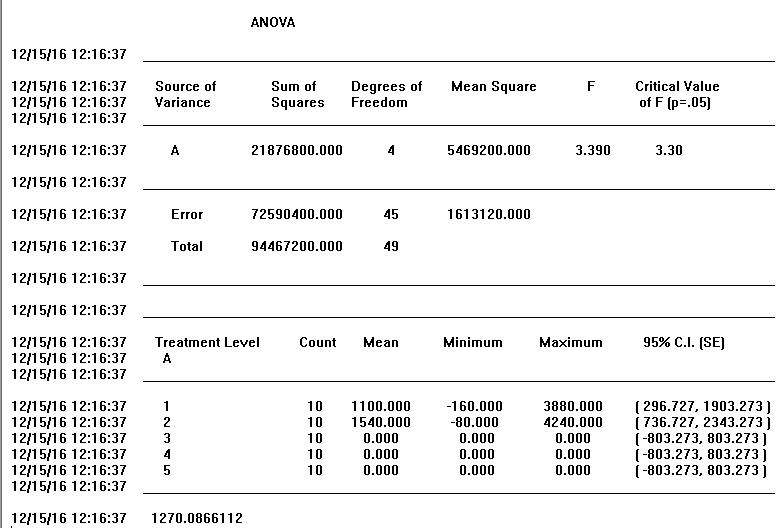 ANOVA
12/15/16 12:16:37
12/15/16 12:16:37 Source of Sum of Degrees of Mean Square F Critical Value
12/15/16 12:16:37 Variance Squares Freedom of F (p=.05)
12/15/16 12:16:37
12/15/16 12:16:37 A 21876800.000 4 5469200.000 3.390 3.30
12/15/16 12:16:37
12/15/16 12:16:37 Error 72590400.000 45 1613120.000
12/15/16 12:16:37 Total 94467200.000 49
12/15/16 12:16:37
12/15/16 12:16:37
12/15/16 12:16:37 Treatment Level Count Mean Minimum Maximum 95% C.I. (SE)
12/15/16 12:16:37 A
12/15/16 12:16:37
12/15/16 12:16:37 1 10 1100.000 -160.000 3880.000 ( 296.727, 1903.273 )
12/15/16 12:16:37 2 10 1540.000 -80.000 4240.000 ( 736.727, 2343.273 )
12/15/16 12:16:37 3 10 0.000 0.000 0.000 ( -803.273, 803.273 )
12/15/16 12:16:37 4 10 0.000 0.000 0.000 ( -803.273, 803.273 )
12/15/16 12:16:37 5 10 0.000 0.000 0.000 ( -803.273, 803.273 )
12/15/16 12:16:37
12/15/16 12:16:37 1270.0866112